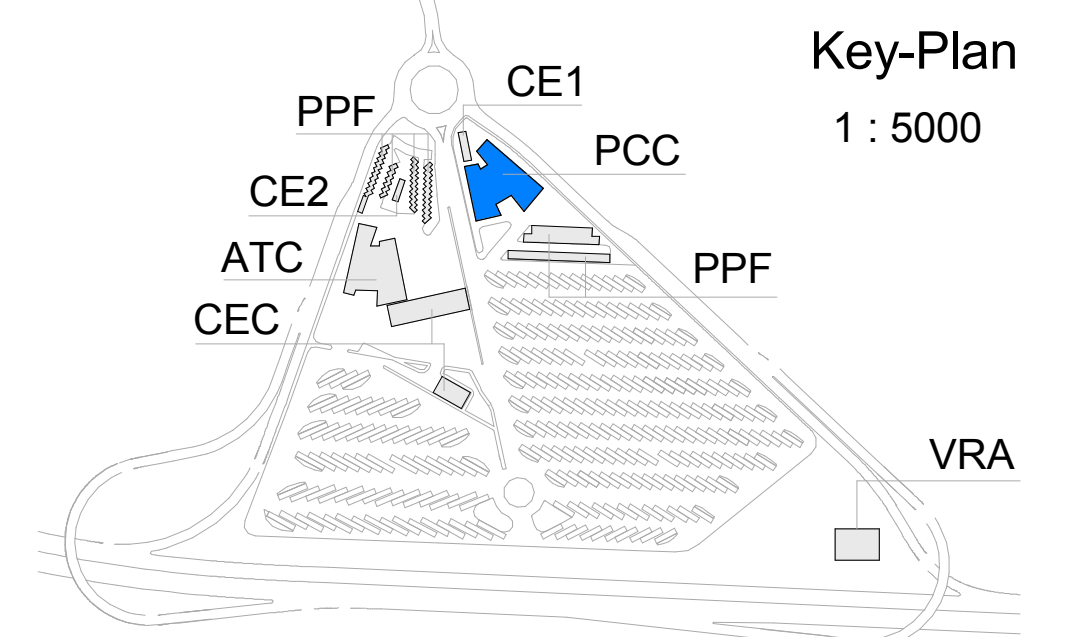 Key-Plan
1 : 5000
CE1
PPF
PCC
CE2
ATC
PPF
CEC
VRA